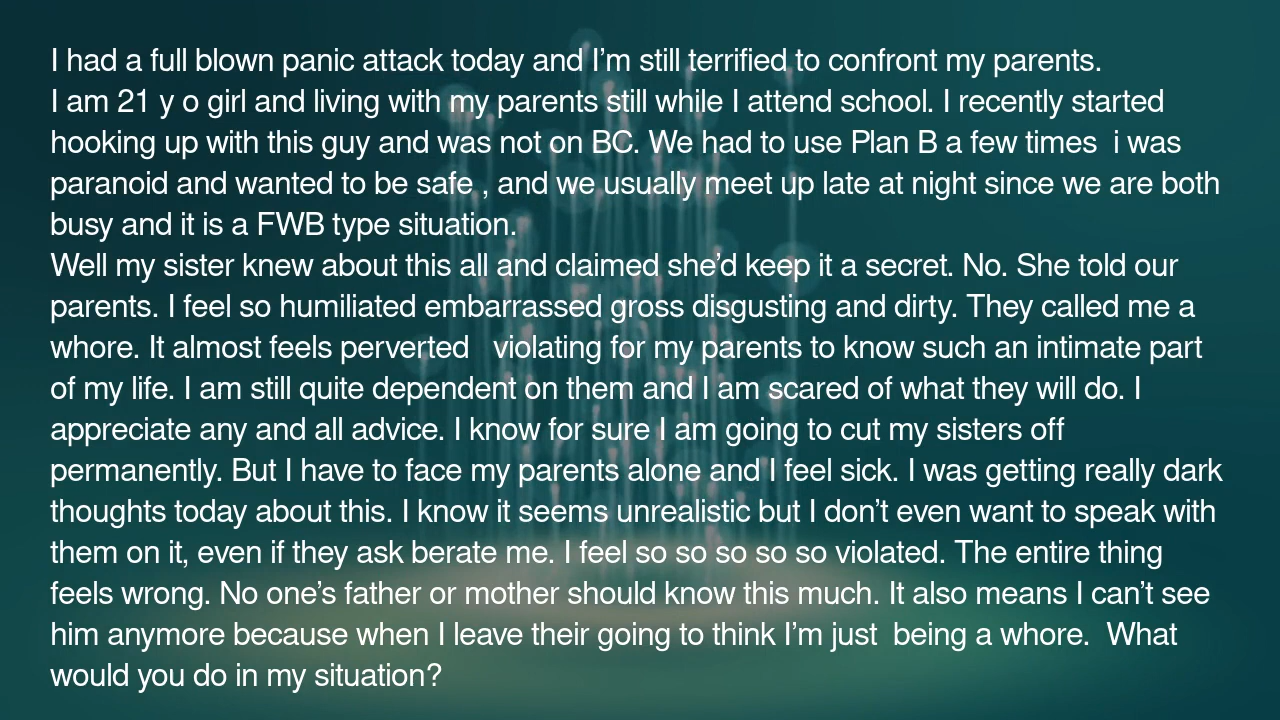 I had a full blown panic attack today and I’m still terrified to confront my parents.
I am 21 y o girl and living with my parents still while I attend school. I recently started
hooking up with this guy and was not on BC. We had to use Plan B a few times  i was
paranoid and wanted to be safe , and we usually meet up late at night since we are both
busy and it is a FWB type situation.
Well my sister knew about this all and claimed she’d keep it a secret. No. She told our
parents. I feel so humiliated embarrassed gross disgusting and dirty. They called me a
whore. It almost feels perverted   violating for my parents to know such an intimate part
of my life. I am still quite dependent on them and I am scared of what they will do. I
appreciate any and all advice. I know for sure I am going to cut my sisters off
permanently. But I have to face my parents alone and I feel sick. I was getting really dark
thoughts today about this. I know it seems unrealistic but I don’t even want to speak with
them on it, even if they ask berate me. I feel so so so so so violated. The entire thing
feels wrong. No one’s father or mother should know this much. It also means I can’t see
him anymore because when I leave their going to think I’m just  being a whore.  What
would you do in my situation?